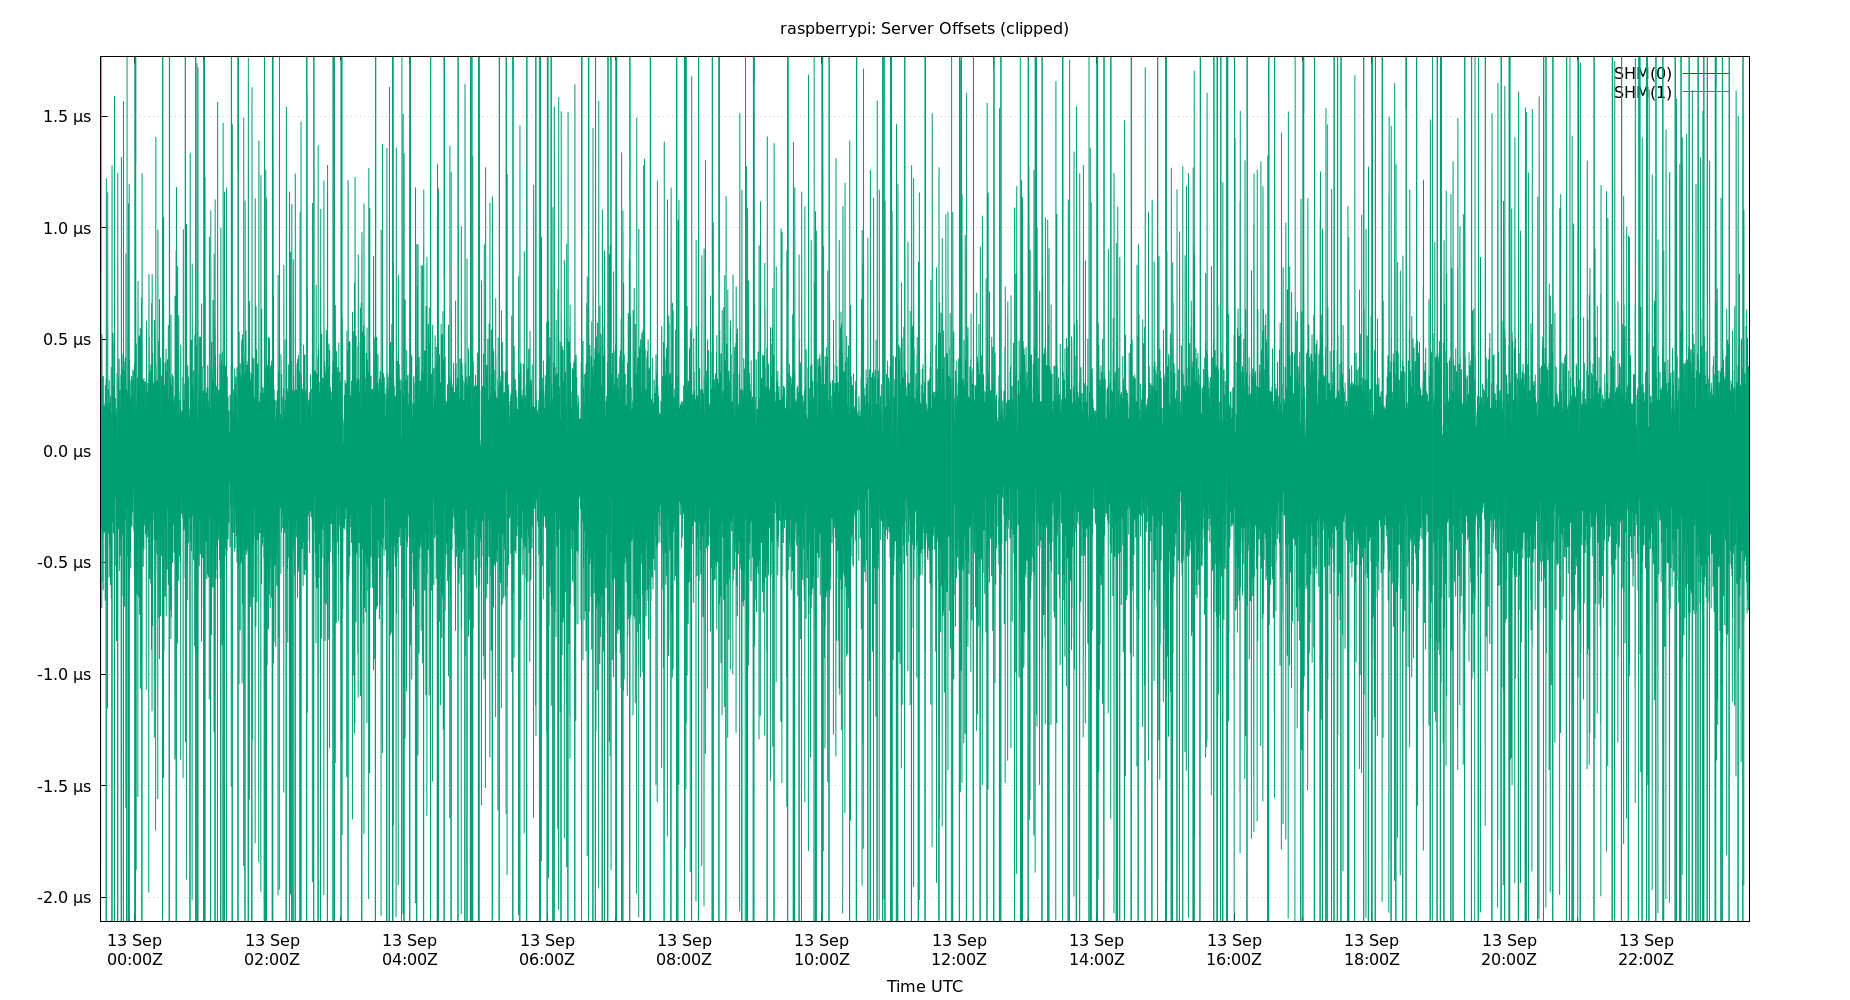 raspberrypi: Server Offsets (clipped)
SHM(0)
SHM(1)
1.5 µs
1.0 µs
0.5 µs
0.0 µs
-0.5 µs
-1.0 µs
-1.5 µs
-2.0 µs
13 Sep 13 Sep 13 Sep 13 Sep 13 Sep 13 Sep 13 Sep 13 Sep 13 Sep 13 Sep 13 Sep 13 Sep
00:00Z 02:00Z 04:00Z 06:00Z 08:00Z 10:00Z 12:00Z 14:00Z 16:00Z 18:00Z 20:00Z 22:00Z
Time UTC